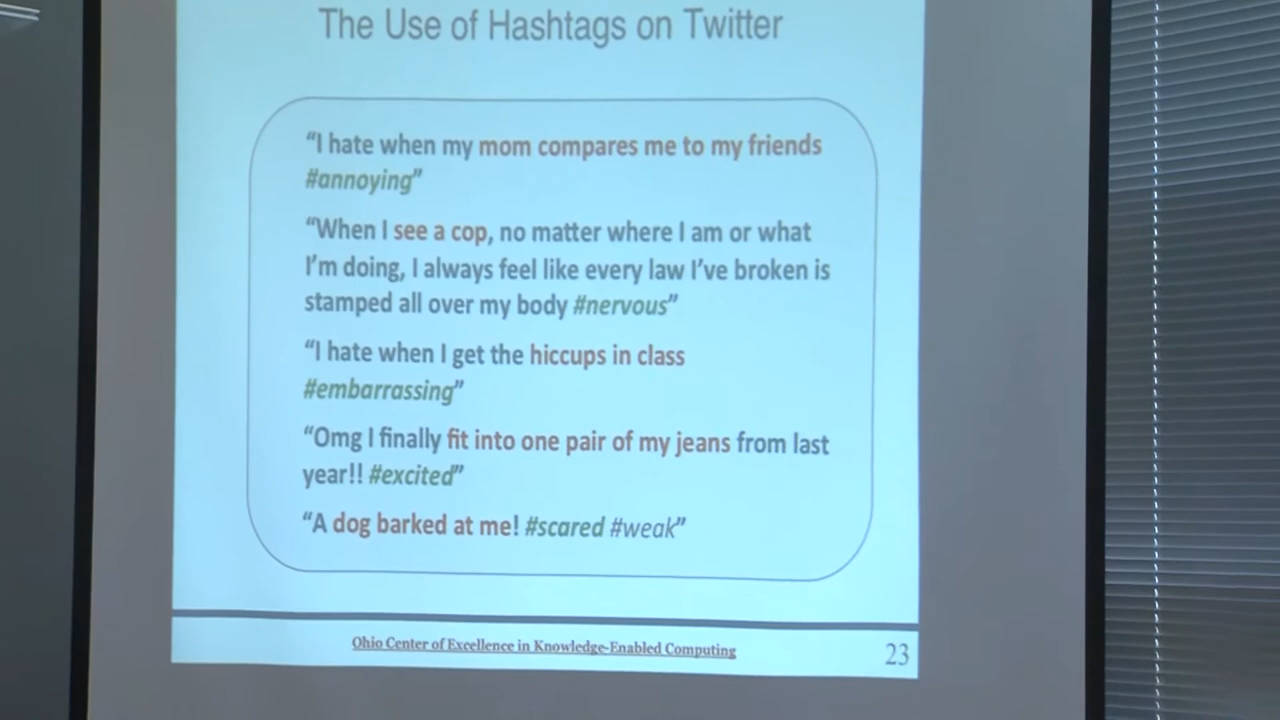 The Use of Hashtags on Twitter
“I hate when my mom compares me to my friends
#annoying”
“When I see a cop, no matter where I am or what
I’m doing, I always feel like every law I’ve broken is
stamped all over my body #nervous”
“I hate when I get the hiccups in class
#embarrassing”
“Omg I finally fit into one pair of my jeans from last
year!! #excited”
“A dog barked at me! #scared #weak”
Ohio Center of Excellence in Knowledge-Enabled Computing
23